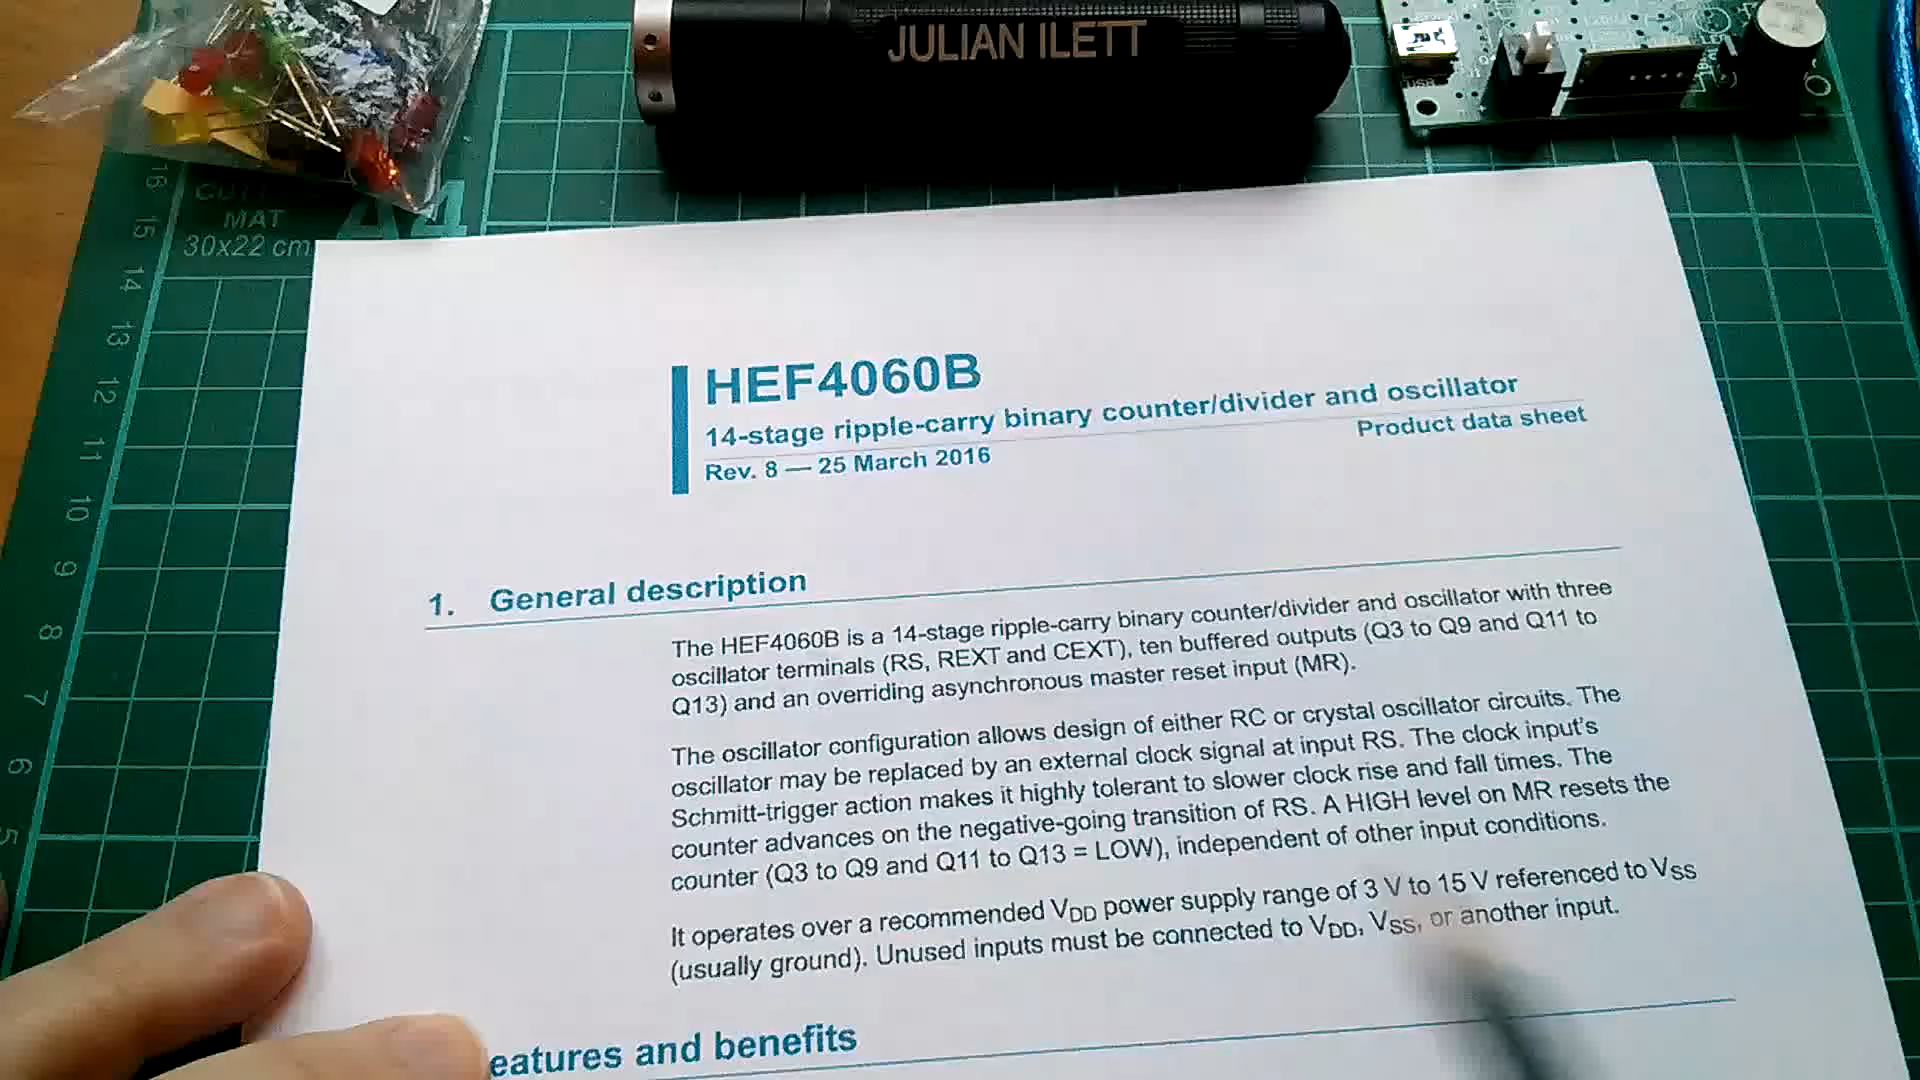 JULIAN ILETT
USB
MAT
30x22 cm
A4
16
15
14
13
12
11
10
9
8
7
6
5
HEF4060B
14-stage ripple-carry binary counter/divider and oscillator
Rev. 8 — 25 March 2016
Product data sheet
1. General description
The HEF4060B is a 14-stage ripple-carry binary counter/divider and oscillator with three
oscillator terminals (RS, REXT and CEXT), ten buffered outputs (Q3 to Q9 and Q11 to
Q13) and an overriding asynchronous master reset input (MR).
The oscillator configuration allows design of either RC or crystal oscillator circuits. The
oscillator may be replaced by an external clock signal at input RS. The clock input's
Schmitt-trigger action makes it highly tolerant to slower clock rise and fall times. The
counter advances on the negative-going transition of RS. A HIGH level on MR resets the
counter (Q3 to Q9 and Q11 to Q13 = LOW), independent of other input conditions.
It operates over a recommended VDD power supply range of 3 V to 15 V referenced to VSS
(usually ground). Unused inputs must be connected to VDD, VSS, or another input.
eatures and benefits